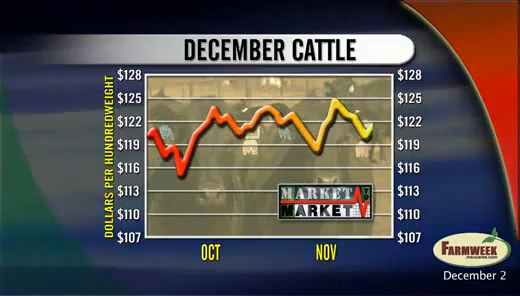 DECEMBER CATTLE
DOLLARS PER HUNDREDWEIGHT
$128 $128
$125 $125
$122 $122
$119 $119
$116 $116
$113 $113
$110 $110
$107 $107
MARKET TO
MARKET
OCT NOV
FARMWEEK
December 2